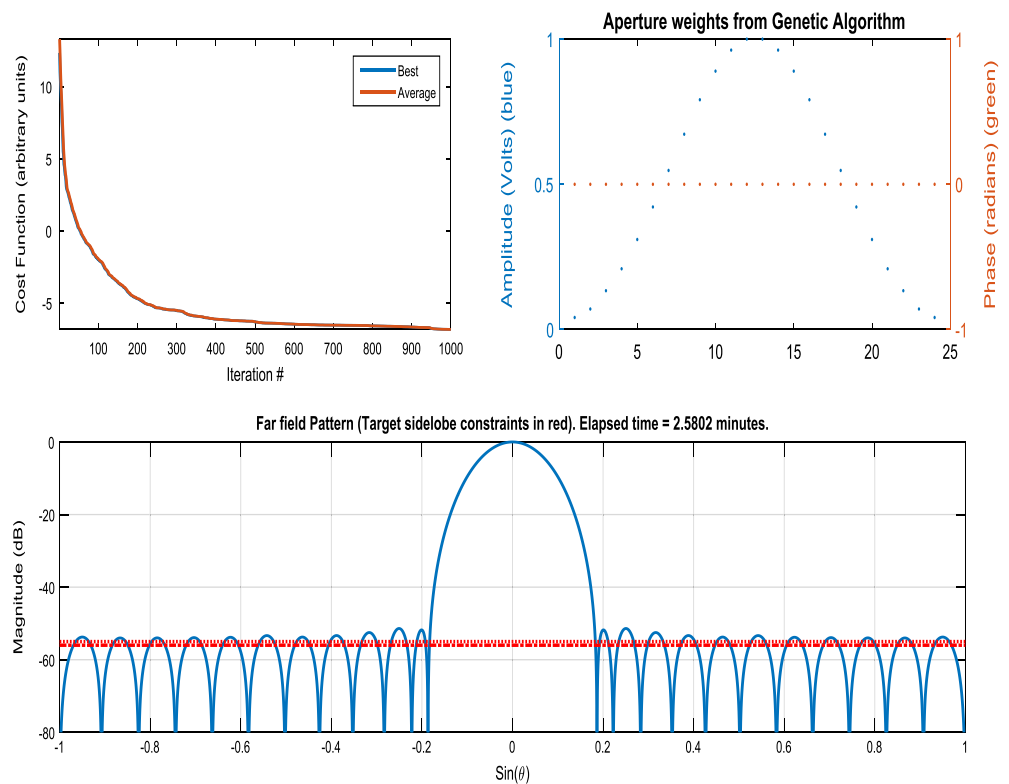 Cost Function (arbitrary units)
10
5
0
-5
Best
Average
100 200 300 400 500 600 700 800 900 1000
Iteration #
Aperture weights from Genetic Algorithm
Amplitude (Volts) (blue)
1
0.5
0
0 5 10 15 20 25
1
0
-1
Phase (radians) (green)
Far field Pattern (Target sidelobe constraints in red). Elapsed time = 2.5802 minutes.
Magnitude (dB)
0
-20
-40
-60
-80
-1 -0.8 -0.6 -0.4 -0.2 0 0.2 0.4 0.6 0.8 1
Sin(θ)